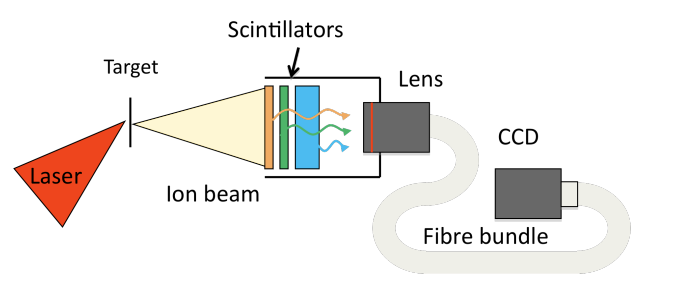 Scintillators
Target
Lens
CCD
Laser
Ion beam
Fibre bundle